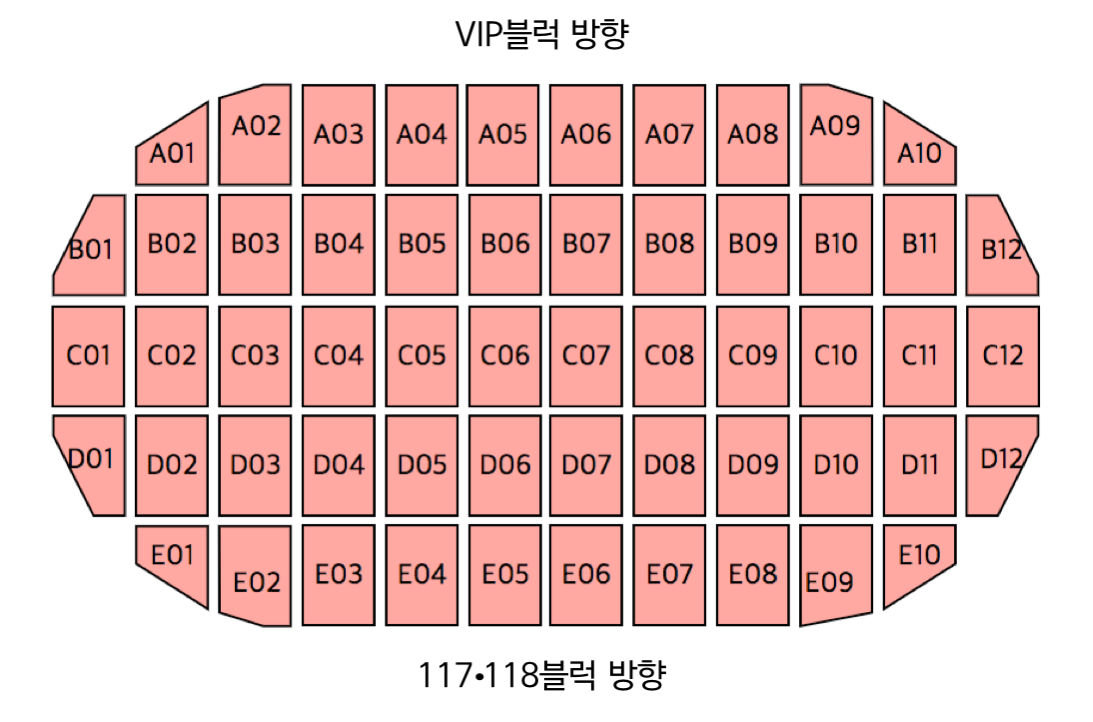 VIP블럭 방향
A01 A02 A03 A04 A05 A06 A07 A08 A09 A10
B01 B02 B03 B04 B05 B06 B07 B08 B09 B10 B11 B12
C01 C02 C03 C04 C05 C06 C07 C08 C09 C10 C11 C12
D01 D02 D03 D04 D05 D06 D07 D08 D09 D10 D11 D12
E01 E02 E03 E04 E05 E06 E07 E08 E09 E10
117•118블럭 방향